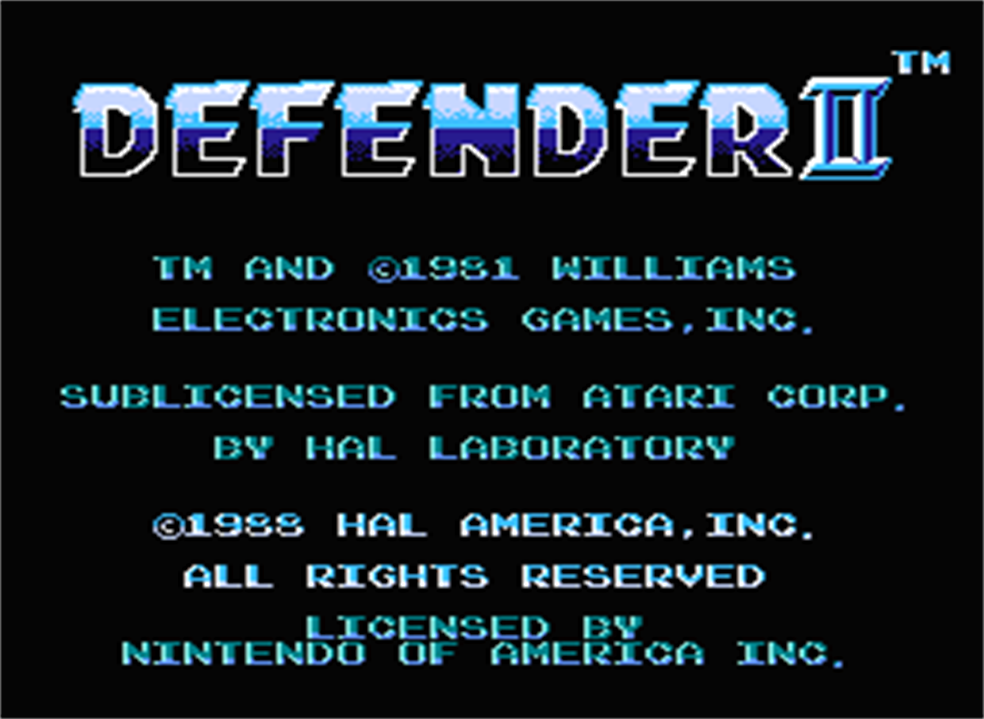 DEFENDER II TM
TM AND ©1981 WILLIAMS
ELECTRONICS GAMES,INC.
SUBLICENSED FROM ATARI CORP.
BY HAL LABORATORY
©1988 HAL AMERICA,INC.
ALL RIGHTS RESERVED
LICENSED BY
NINTENDO OF AMERICA INC.